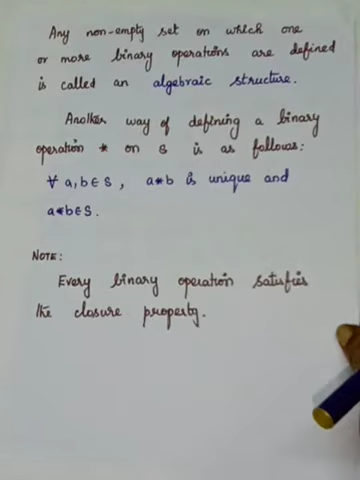 Any non-empty set on which one
or more binary operations are defined
is called an algebraic structure.
Another way of defining a binary
operation * on S is as follows:
∀ a, b ∈ S, a*b is unique and
a*b ∈ S.
NOTE:
Every binary operation satisfies
the closure property.